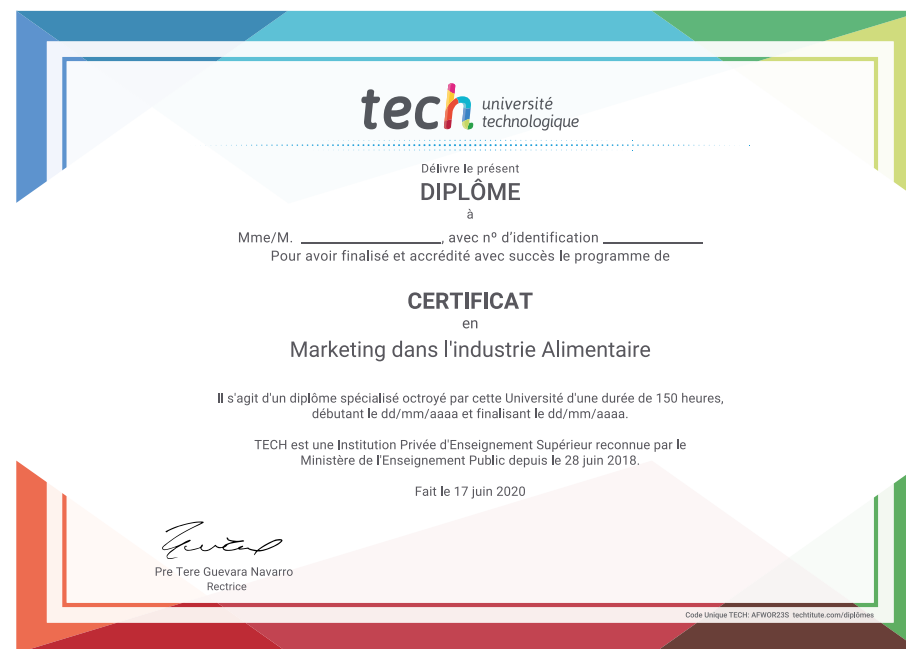 tech université
technologique
Délivre le présent
DIPLÔME
à
Mme/M. ____________________, avec nº d'identification ______________
Pour avoir finalisé et accrédité avec succès le programme de
CERTIFICAT
en
Marketing dans l'industrie Alimentaire
Il s'agit d'un diplôme spécialisé octroyé par cette Université d'une durée de 150 heures,
débutant le dd/mm/aaaa et finalisant le dd/mm/aaaa.
TECH est une Institution Privée d'Enseignement Supérieur reconnue par le
Ministère de l'Enseignement Public depuis le 28 juin 2018.
Fait le 17 juin 2020
Pre Tere Guevara Navarro
Rectrice
Code Unique TECH: AFWOR23S techtitute.com/diplômes